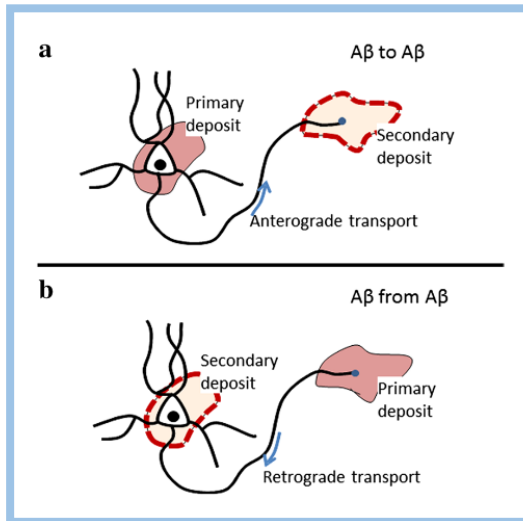 a
Aβ to Aβ
Primary
deposit
Secondary
deposit
Anterograde transport
b
Aβ from Aβ
Secondary
deposit
Primary
deposit
Retrograde transport